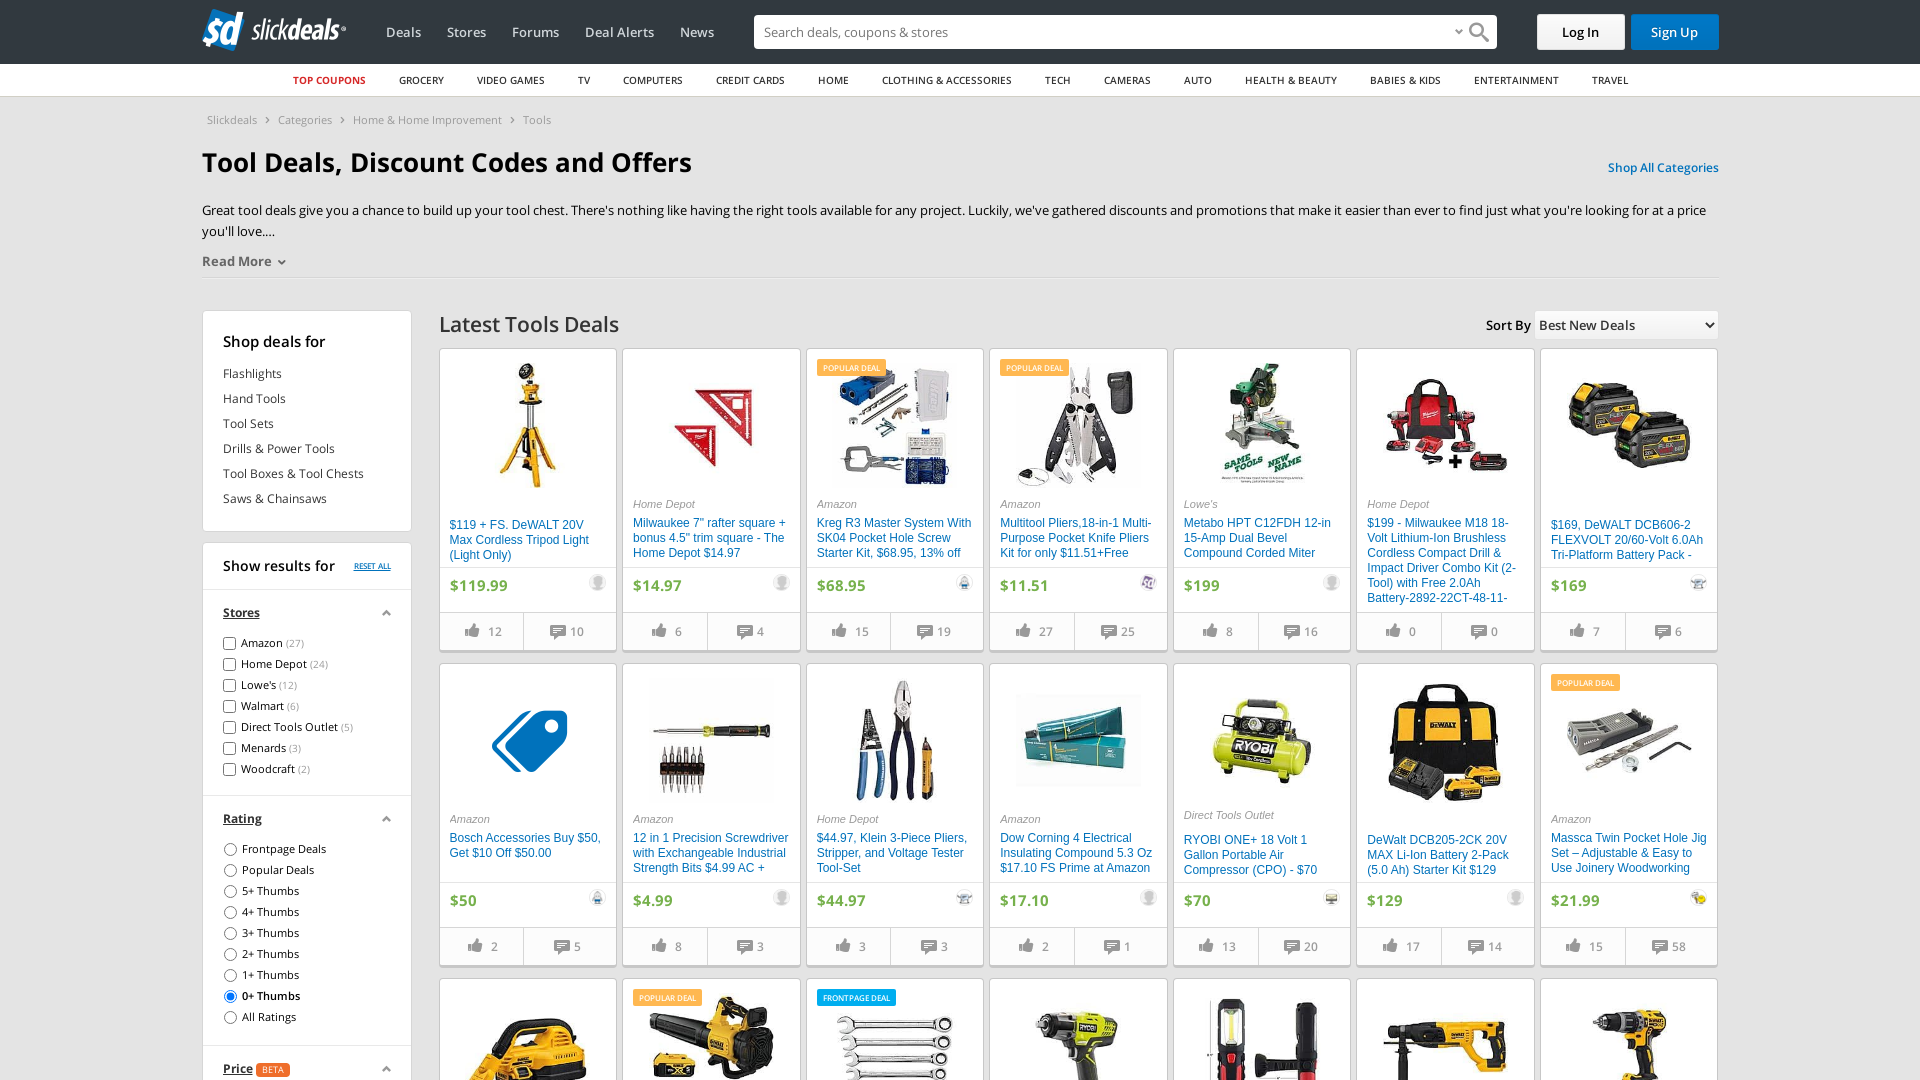 slickdeals
Deals
Stores
Forums
Deal Alerts
News
Search deals, coupons & stores
Log In
Sign Up
TOP COUPONS
GROCERY
VIDEO GAMES
TV
COMPUTERS
CREDIT CARDS
HOME
CLOTHING & ACCESSORIES
TECH
CAMERAS
AUTO
HEALTH & BEAUTY
BABIES & KIDS
ENTERTAINMENT
TRAVEL
Slickdeals > Categories > Home & Home Improvement > Tools
Tool Deals, Discount Codes and Offers
Shop All Categories
Great tool deals give you a chance to build up your tool chest. There's nothing like having the right tools available for any project. Luckily, we've gathered discounts and promotions that make it easier than ever to find just what you're looking for at a price
you'll love....
Read More
Shop deals for
Flashlights
Hand Tools
Tool Sets
Drills & Power Tools
Tool Boxes & Tool Chests
Saws & Chainsaws
Show results for
RESET ALL
Stores
Amazon (27)
Home Depot (24)
Lowe's (12)
Walmart (6)
Direct Tools Outlet (5)
Menards (3)
Woodcraft (2)
Rating
Frontpage Deals
Popular Deals
5+ Thumbs
4+ Thumbs
3+ Thumbs
2+ Thumbs
1+ Thumbs
0+ Thumbs
All Ratings
Price BETA
Latest Tools Deals
Sort By Best New Deals
$119 + FS. DeWALT 20V
Max Cordless Tripod Light
(Light Only)
$119.99
12
10
Home Depot
Milwaukee 7" rafter square +
bonus 4.5" trim square - The
Home Depot $14.97
$14.97
6
4
POPULAR DEAL
Amazon
Kreg R3 Master System With
SK04 Pocket Hole Screw
Starter Kit, $68.95, 13% off
$68.95
15
19
POPULAR DEAL
Amazon
Multitool Pliers,18-in-1 Multi-
Purpose Pocket Knife Pliers
Kit for only $11.51+Free
$11.51
27
25
SAME TOOLS NEW NAME
Lowe's
Metabo HPT C12FDH 12-in
15-Amp Dual Bevel
Compound Corded Miter
$199
8
16
Home Depot
$199 - Milwaukee M18 18-
Volt Lithium-Ion Brushless
Cordless Compact Drill &
Impact Driver Combo Kit (2-
Tool) with Free 2.0Ah
Battery-2892-22CT-48-11-
0
0
$169, DeWALT DCB606-2
FLEXVOLT 20/60-Volt 6.0Ah
Tri-Platform Battery Pack -
$169
7
6
Amazon
Bosch Accessories Buy $50,
Get $10 Off $50.00
$50
2
5
Amazon
12 in 1 Precision Screwdriver
with Exchangeable Industrial
Strength Bits $4.99 AC +
$4.99
8
3
Home Depot
$44.97, Klein 3-Piece Pliers,
Stripper, and Voltage Tester
Tool-Set
$44.97
3
3
Amazon
Dow Corning 4 Electrical
Insulating Compound 5.3 Oz
$17.10 FS Prime at Amazon
$17.10
2
1
RYOBI
Direct Tools Outlet
RYOBI ONE+ 18 Volt 1
Gallon Portable Air
Compressor (CPO) - $70
$70
13
20
DEWALT
DeWalt DCB205-2CK 20V
MAX Li-Ion Battery 2-Pack
(5.0 Ah) Starter Kit $129
$129
17
14
POPULAR DEAL
Amazon
Massca Twin Pocket Hole Jig
Set – Adjustable & Easy to
Use Joinery Woodworking
$21.99
15
58
POPULAR DEAL
FRONTPAGE DEAL
RYOBI